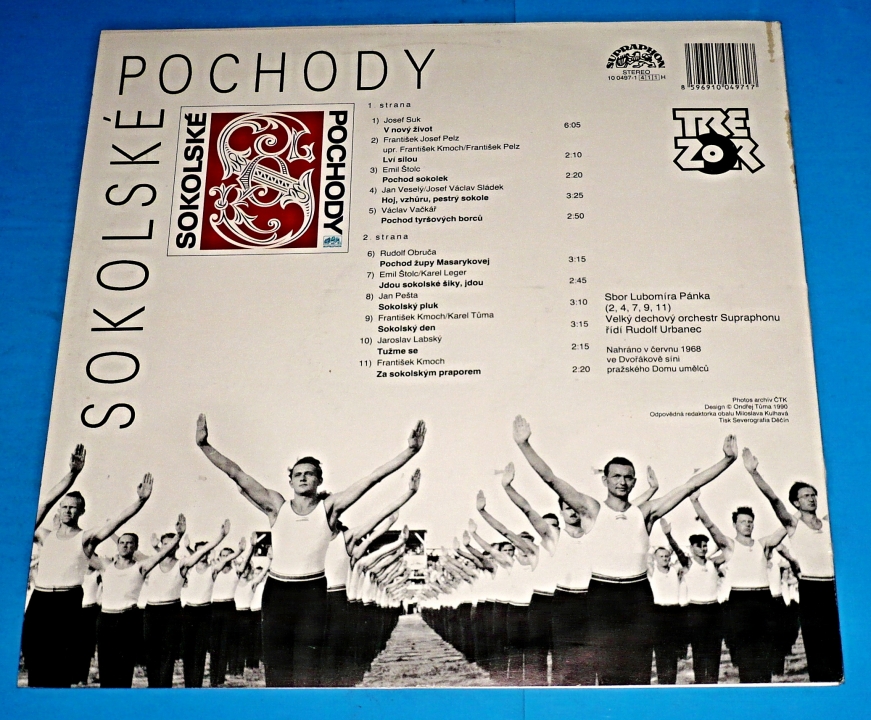 POCHODY
SOKOLSKÉ
SOKOLSKÉ
POCHODY
SUPRAPHON
STEREO
10 0497-1 411 H
8 596910 049717
TREZOR
1. strana
1) Josef Suk
V nový život 6:05
2) František Josef Pelz
upr. František Kmoch/František Pelz
Lví silou 2:10
3) Emil Štolc
Pochod sokolek 2:20
4) Jan Veselý/Josef Václav Sládek
Hoj, vzhůru, pestrý sokole 3:25
5) Václav Vačkář
Pochod tyršových borců 2:50
2. strana
6) Rudolf Obruča
Pochod župy Masarykovej 3:15
7) Emil Štolc/Karel Leger
Jdou sokolské šiky, jdou 2:45
8) Jan Pešta
Sokolský pluk 3:10
9) František Kmoch/Karel Tůma
Sokolský den 3:15
10) Jaroslav Labský
Tužme se 2:15
11) František Kmoch
Za sokolským praporem 2:20
Sbor Lubomíra Pánka
(2, 4, 7, 9, 11)
Velký dechový orchestr Supraphonu
řídí Rudolf Urbanec
Nahráno v červnu 1968
ve Dvořákově síni
pražského Domu umělců
Photos archiv ČTK
Design © Ondřej Tůma 1990
Odpovědná redaktorka obalu Miloslava Kulhavá
Tisk Severografia Děčín